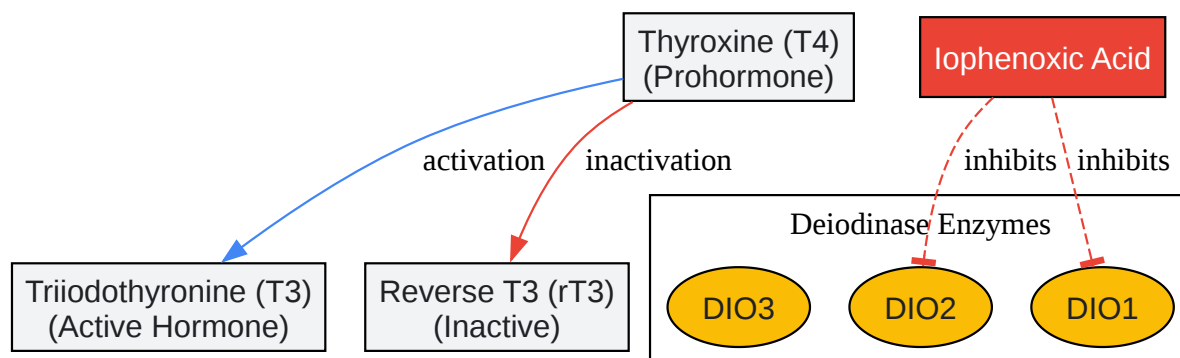 Thyroxine (T4)
(Prohormone)
Iophenoxic Acid
activation
inactivation
inhibits
inhibits
Deiodinase Enzymes
Triiodothyronine (T3)
(Active Hormone)
Reverse T3 (rT3)
(Inactive)
DIO3
DIO2
DIO1